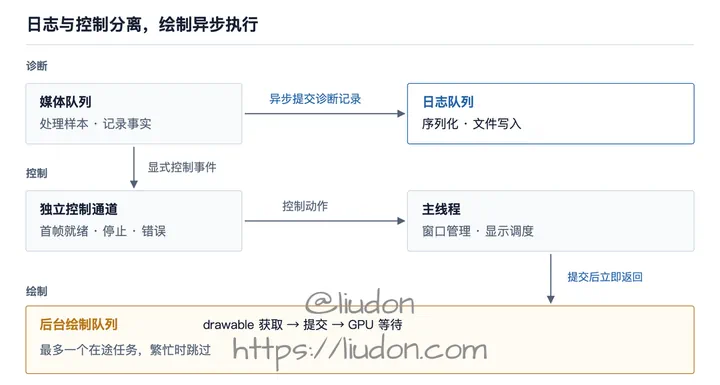 日志与控制分离，绘制异步执行
诊断
媒体队列
处理样本 · 记录事实
异步提交诊断记录
日志队列
序列化 · 文件写入
显式控制事件
控制
独立控制通道
首帧就绪 · 停止 · 错误
控制动作
主线程
窗口管理 · 显示调度
提交后立即返回
绘制
后台绘制队列
drawable 获取 → 提交 → GPU 等待
最多一个在途任务，繁忙时跳过
@liudon
https://liudon.com